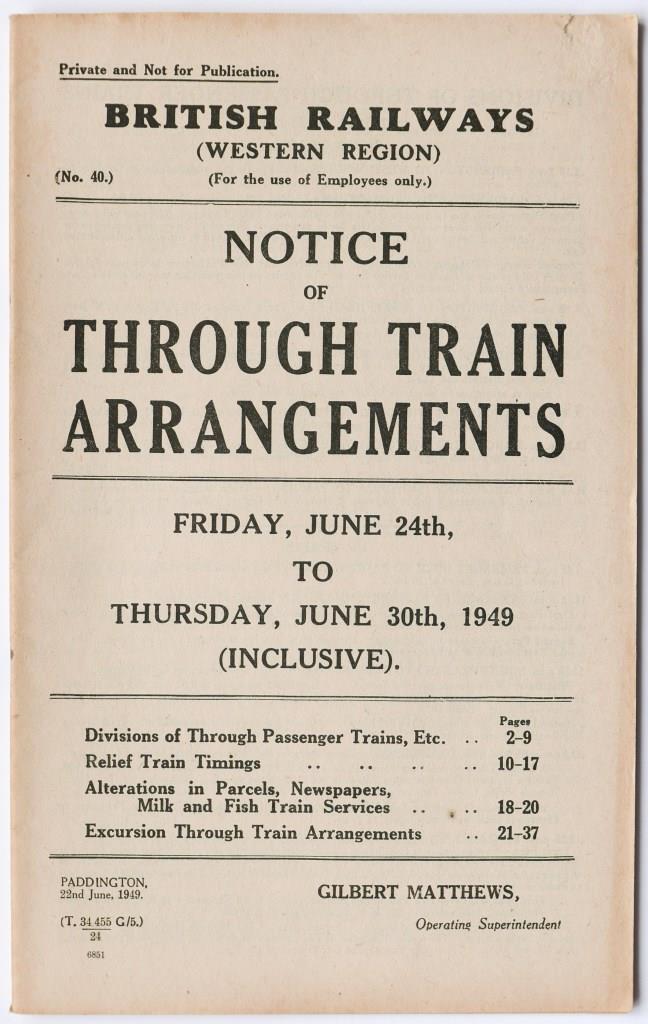 Private and Not for Publication.
BRITISH RAILWAYS
(WESTERN REGION)
(No. 40.) (For the use of Employees only.)
NOTICE
OF
THROUGH TRAIN
ARRANGEMENTS
FRIDAY, JUNE 24th,
TO
THURSDAY, JUNE 30th, 1949
(INCLUSIVE).
Pages
Divisions of Through Passenger Trains, Etc. .. 2–9
Relief Train Timings .. .. .. .. 10–17
Alterations in Parcels, Newspapers,
Milk and Fish Train Services .. .. 18–20
Excursion Through Train Arrangements .. 21–37
PADDINGTON,
22nd June, 1949.
GILBERT MATTHEWS,
Operating Superintendent
(T. 34 455 G/5.)
24
6851